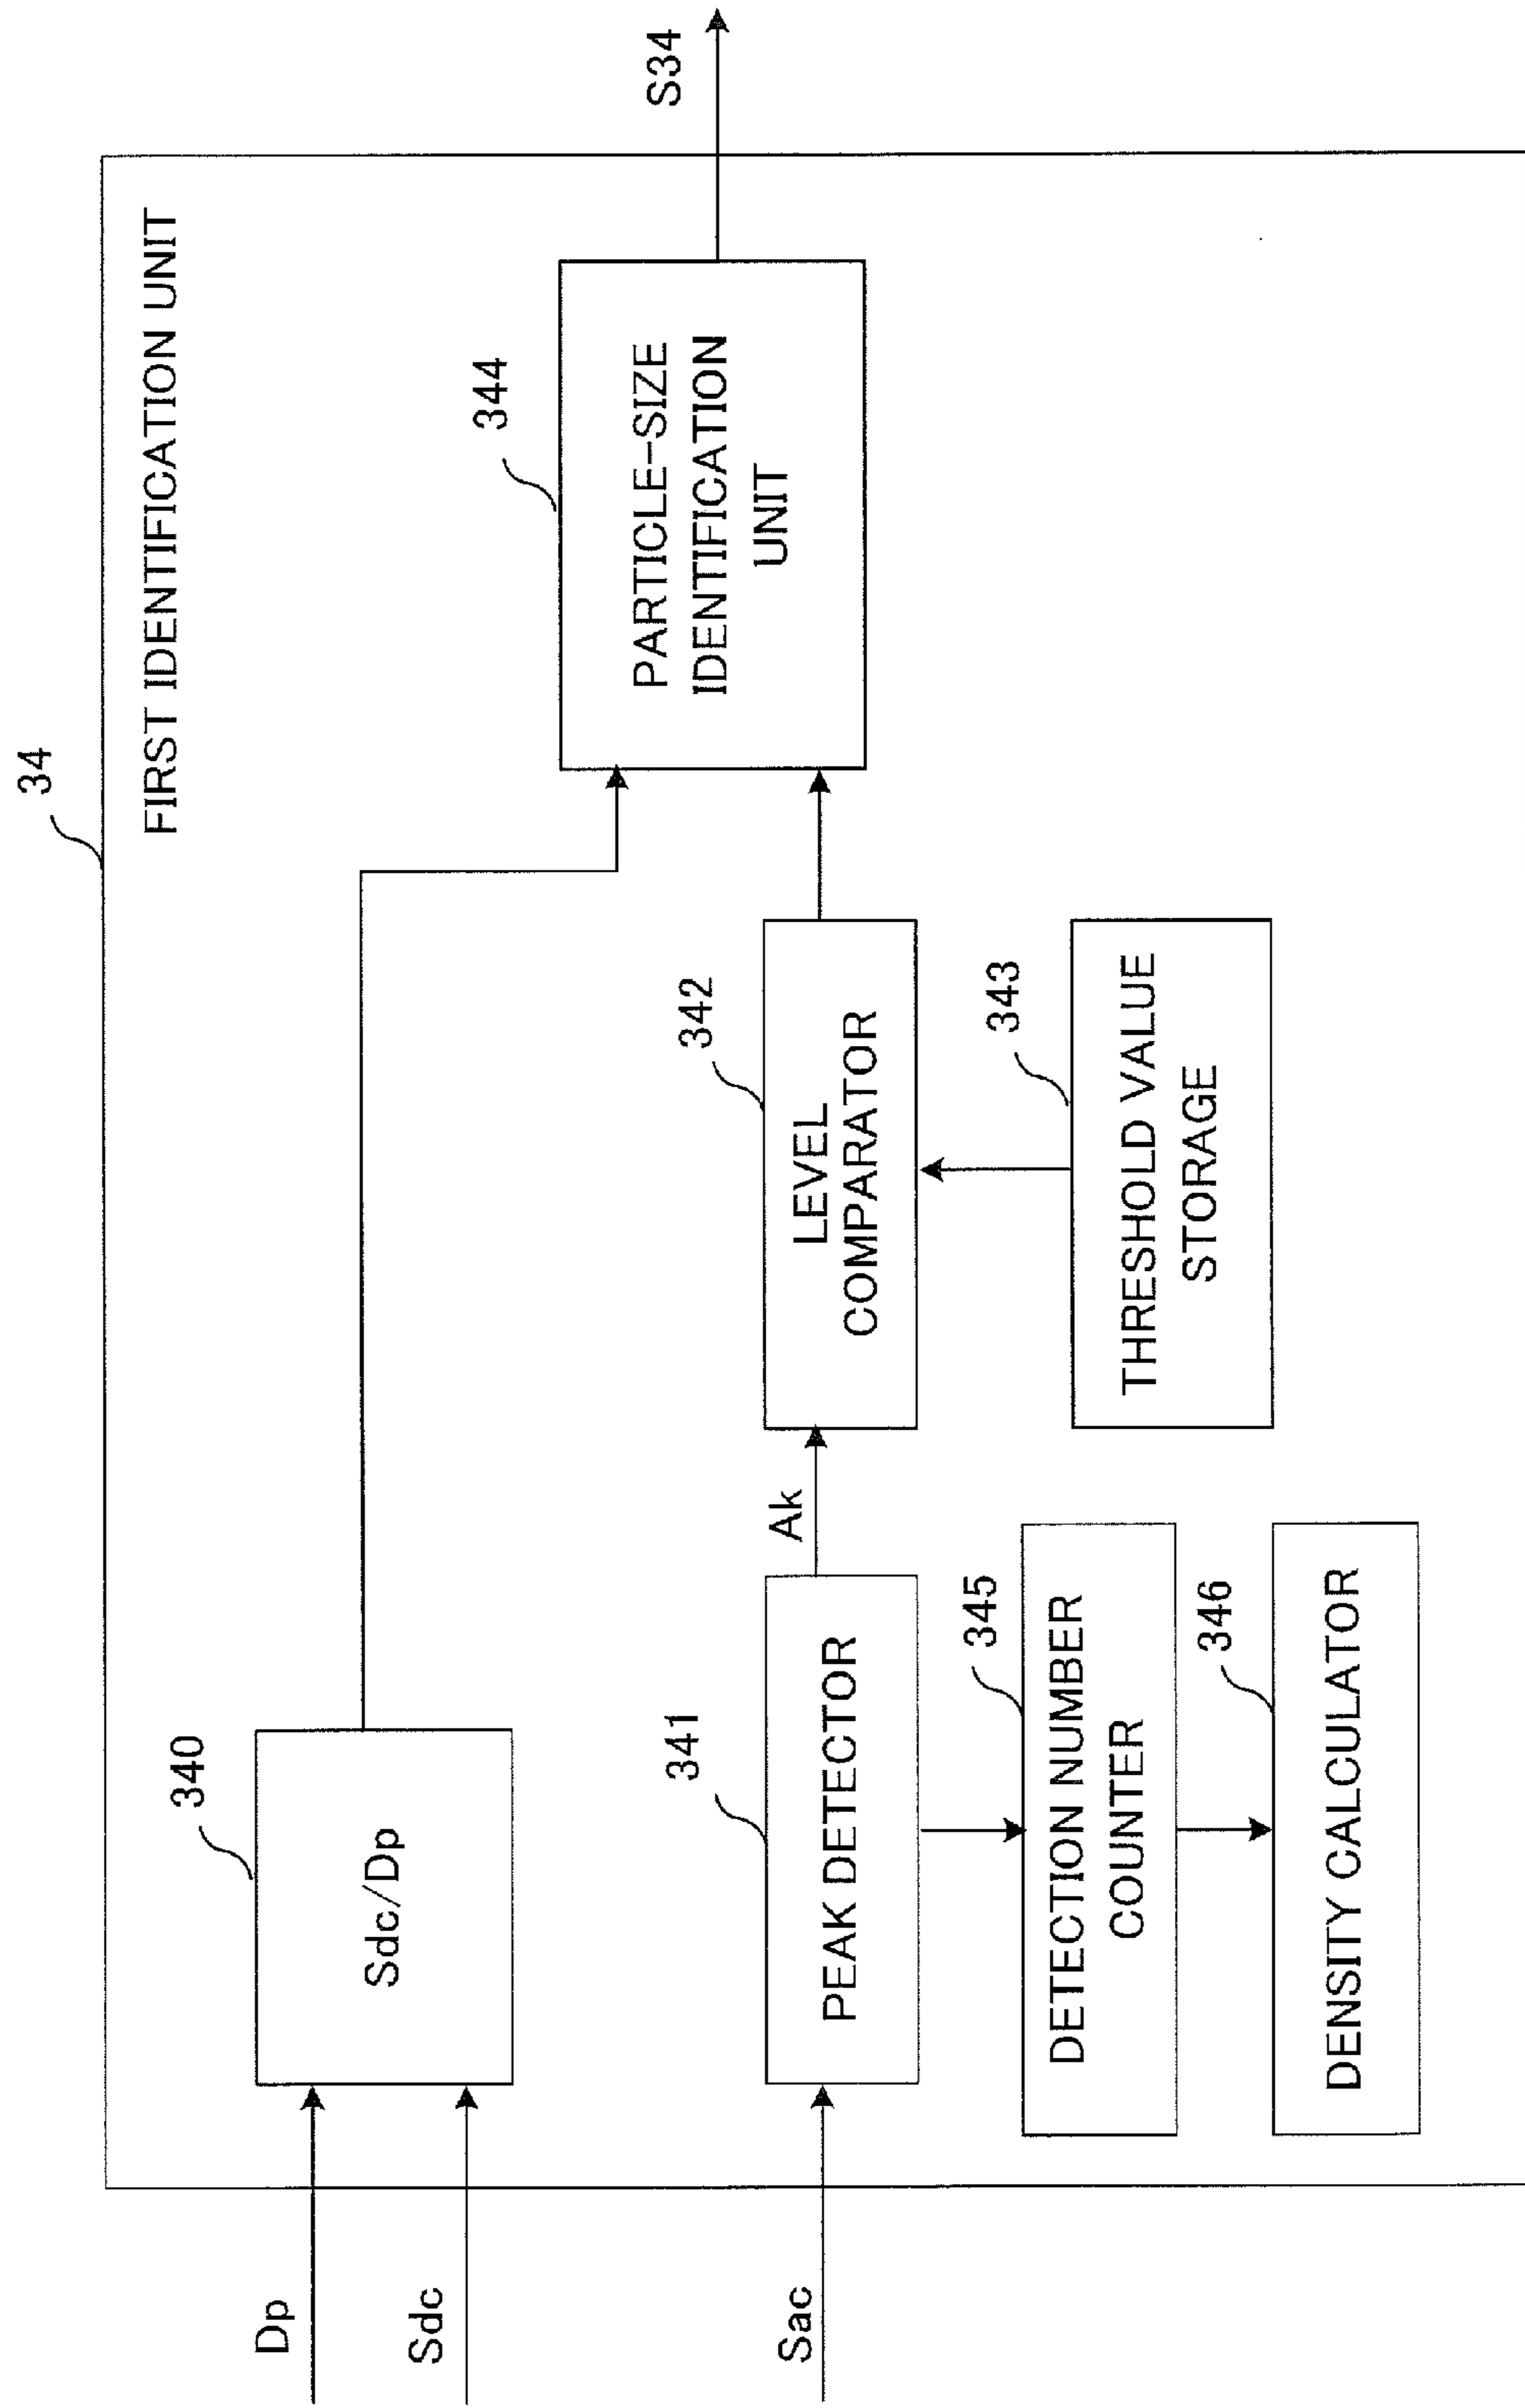 34
FIRST IDENTIFICATION UNIT
Dp
Sdc
340
Sdc/Dp
344
PARTICLE-SIZE
IDENTIFICATION
UNIT
S34
Sac
341
PEAK DETECTOR
Ak
342
LEVEL
COMPARATOR
343
THRESHOLD VALUE
STORAGE
345
DETECTION NUMBER
COUNTER
346
DENSITY CALCULATOR